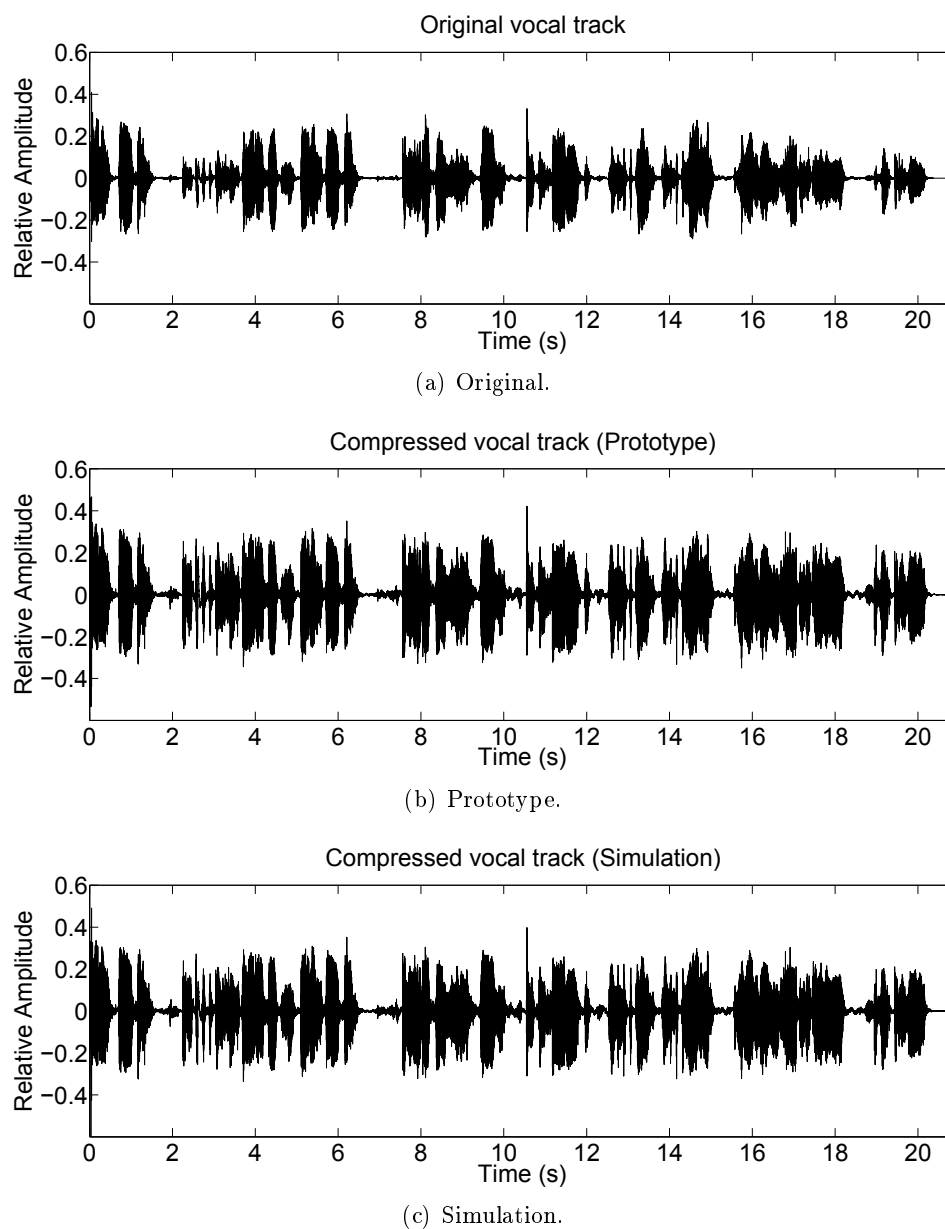 Original vocal track
Relative Amplitude
0.6
0.4
0.2
0
−0.2
−0.4
0 2 4 6 8 10 12 14 16 18 20
Time (s)
(a) Original.
Compressed vocal track (Prototype)
Relative Amplitude
0.6
0.4
0.2
0
−0.2
−0.4
0 2 4 6 8 10 12 14 16 18 20
Time (s)
(b) Prototype.
Compressed vocal track (Simulation)
Relative Amplitude
0.6
0.4
0.2
0
−0.2
−0.4
0 2 4 6 8 10 12 14 16 18 20
Time (s)
(c) Simulation.